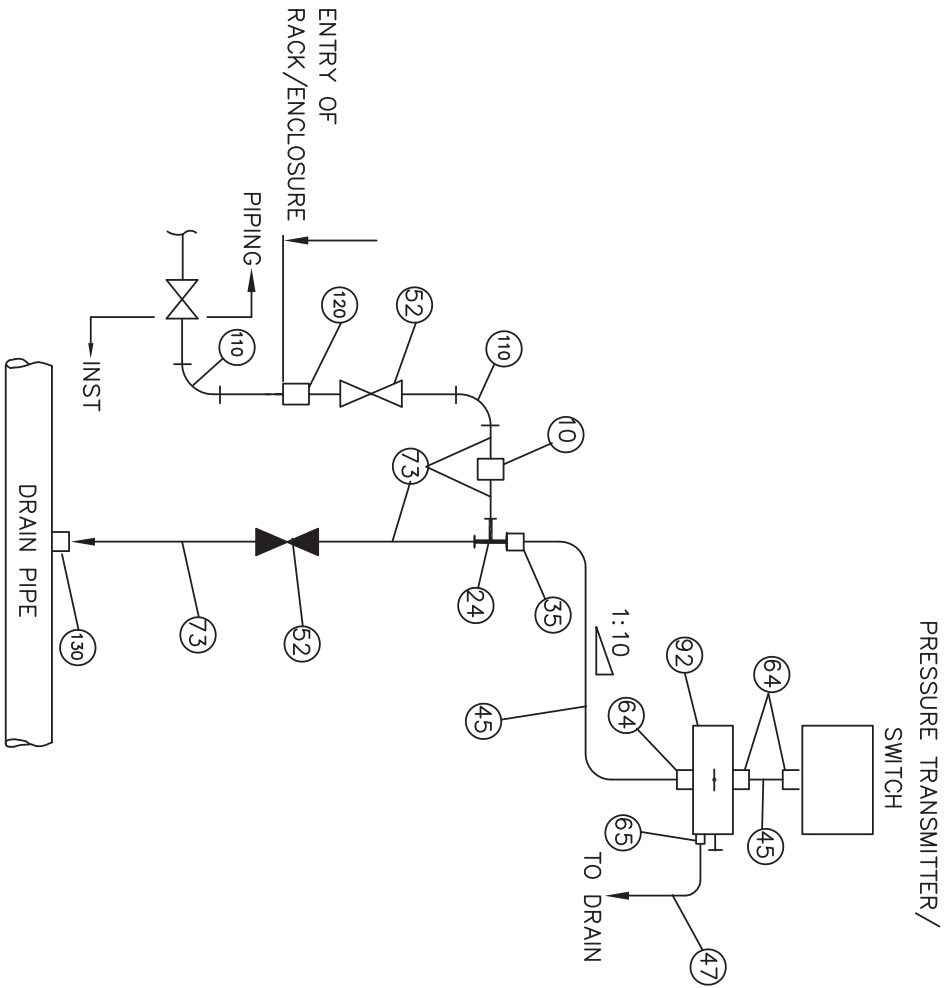 PRESSURE TRANSMITTER/
SWITCH
64
45
92
64
65
TO DRAIN
47
1:10
45
35
24
10
73
110
52
120
ENTRY OF
RACK/ENCLOSURE
PIPING
INST
110
52
73
130
DRAIN PIPE